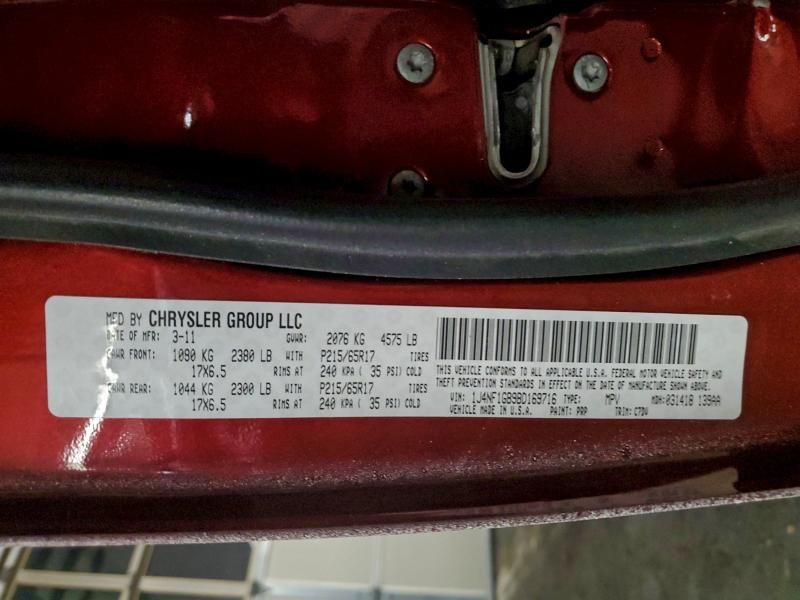 MFD BY CHRYSLER GROUP LLC
DATE OF MFR: 3-11 GVWR: 2076 KG 4575 LB
GAWR FRONT: 1080 KG 2380 LB WITH P215/65R17 TIRES
17X6.5 RIMS AT 240 KPA ( 35 PSI) COLD
GAWR REAR: 1044 KG 2300 LB WITH P215/65R17 TIRES
17X6.5 RIMS AT 240 KPA ( 35 PSI) COLD
THIS VEHICLE CONFORMS TO ALL APPLICABLE U.S.A. FEDERAL MOTOR VEHICLE SAFETY AND
THEFT PREVENTION STANDARDS IN EFFECT ON THE DATE OF MANUFACTURE SHOWN ABOVE.
VIN: 1J4NF1GB9BD169716 TYPE: MPV MDH: 031418 139AA
VEHICLE MADE IN U.S.A. PAINT: PRP TRIM: C7DV